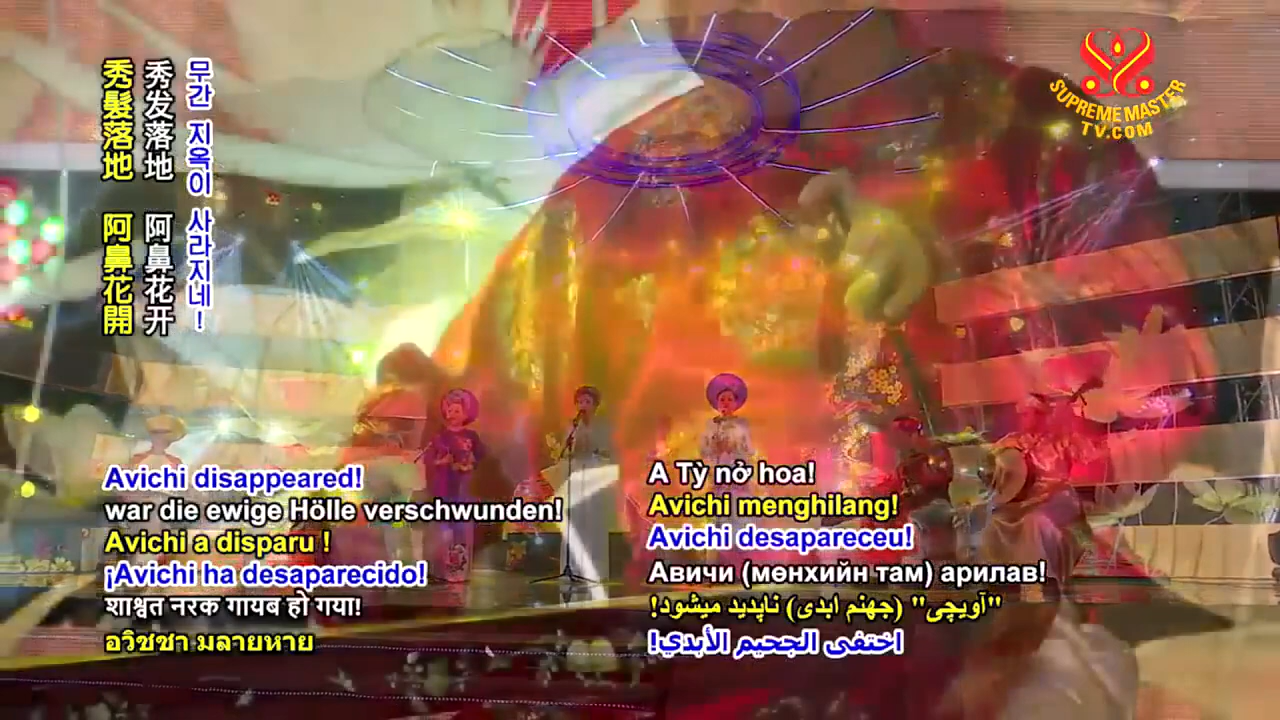 무간 지옥이 사라지네!
秀发落地 阿鼻花开
秀髮落地 阿鼻花開
SUPREME MASTER
TV.COM
Avichi disappeared!
war die ewige Hölle verschwunden!
Avichi a disparu !
¡Avichi ha desaparecido!
शाश्वत नरक गायब हो गया!
อวิชชา มลายหาย
A Tỳ nở hoa!
Avichi menghilang!
Avichi desapareceu!
Авичи (мөнхийн там) арилав!
"آویچی" (جهنم ابدی) ناپدید میشود!
اختفى الجحيم الأبدي!